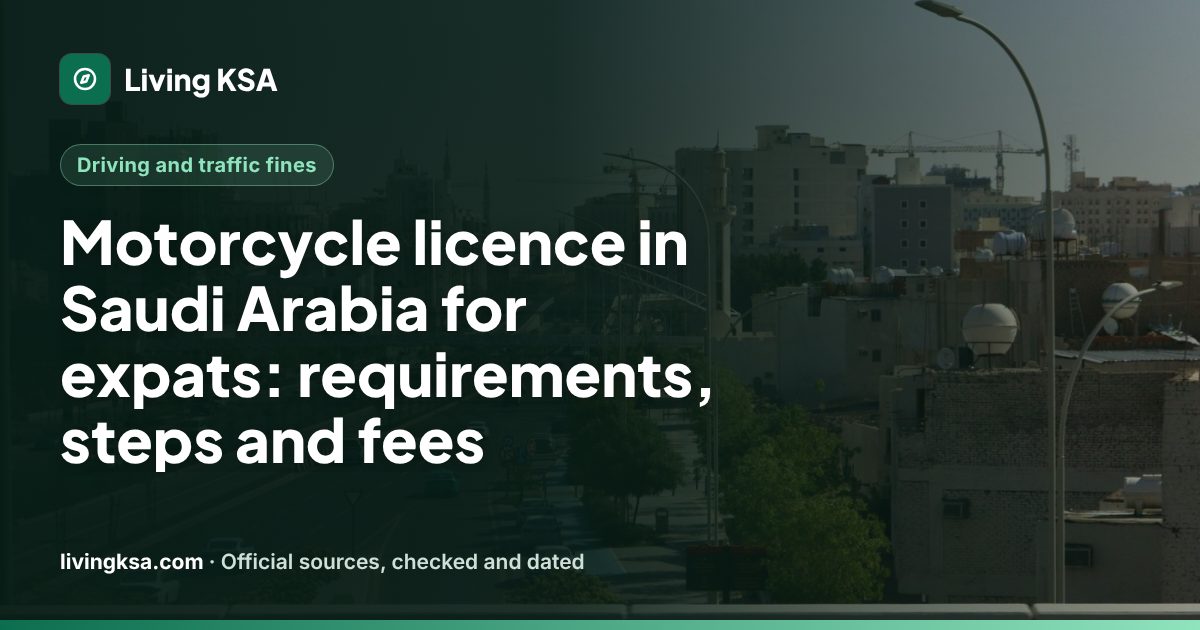 Living KSA
Driving and traffic fines
Motorcycle licence in
Saudi Arabia for
expats: requirements,
steps and fees
livingksa.com · Official sources, checked and dated